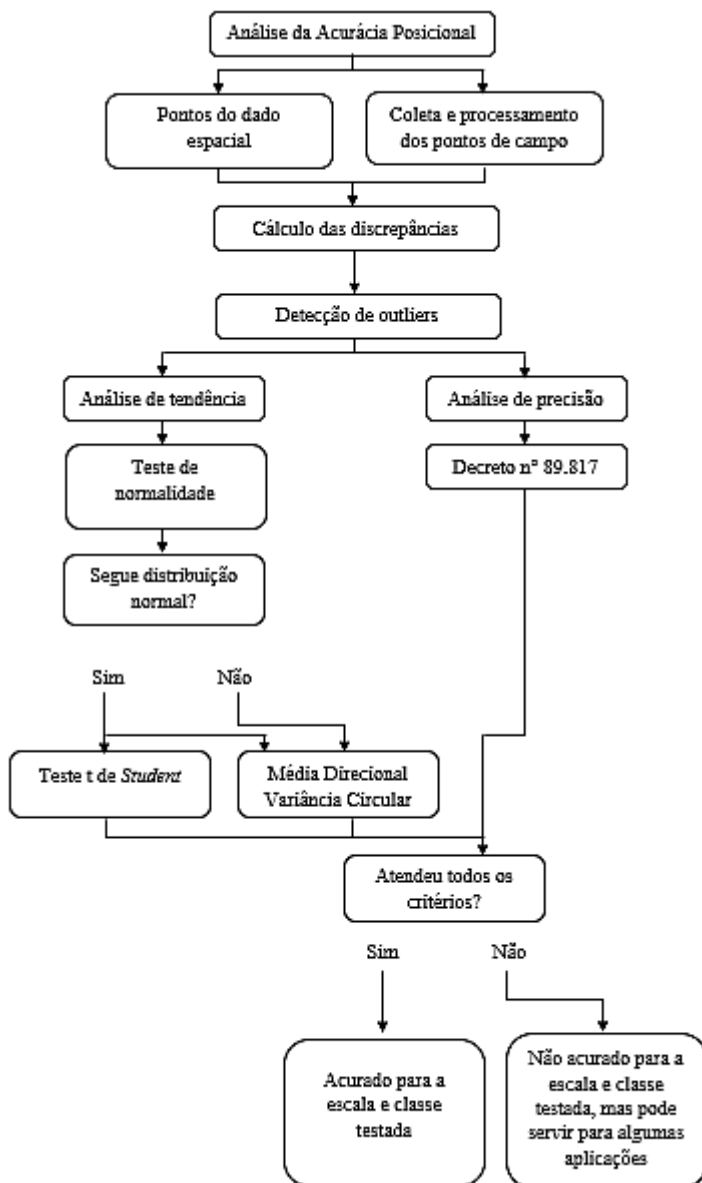 Análise da Acurácia Posicional
Pontos do dado
espacial
Coleta e processamento
dos pontos de campo
Cálculo das discrepâncias
Detecção de outliers
Análise de tendência
Análise de precisão
Teste de
normalidade
Decreto n° 89.817
Segue distribuição
normal?
Sim
Não
Teste t de Student
Média Direcional
Variância Circular
Atendeu todos os
critérios?
Sim
Não
Acurado para a
escala e classe
testada
Não acurado para a
escala e classe
testada, mas pode
servir para algumas
aplicações